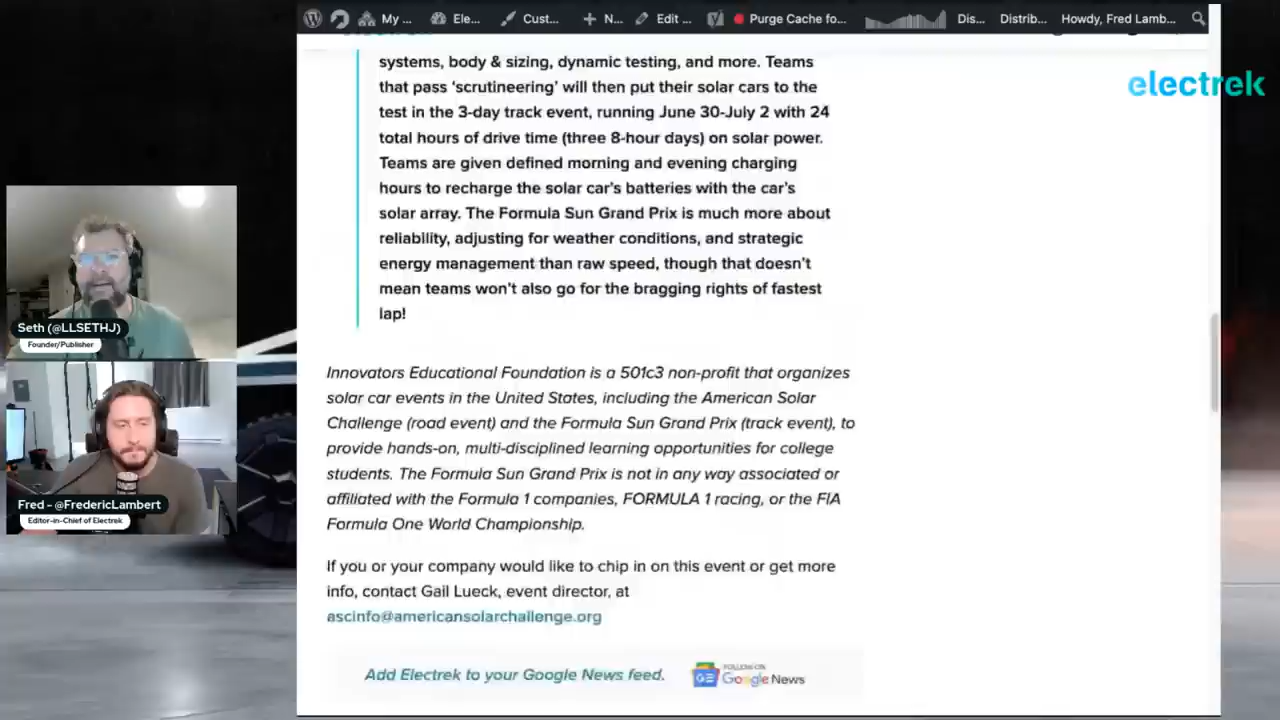 My ...
Ele...
Cust...
N...
Edit ...
Purge Cache fo...
Dis...
Distrib...
Howdy, Fred Lamb...
electrek
systems, body & sizing, dynamic testing, and more. Teams
that pass ‘scrutineering’ will then put their solar cars to the
test in the 3-day track event, running June 30-July 2 with 24
total hours of drive time (three 8-hour days) on solar power.
Teams are given defined morning and evening charging
hours to recharge the solar car’s batteries with the car’s
solar array. The Formula Sun Grand Prix is much more about
reliability, adjusting for weather conditions, and strategic
energy management than raw speed, though that doesn’t
mean teams won’t also go for the bragging rights of fastest
lap!
Seth (@LLSETHJ)
Founder/Publisher
Fred - @FredericLambert
Editor-in-Chief of Electrek
Innovators Educational Foundation is a 501c3 non-profit that organizes
solar car events in the United States, including the American Solar
Challenge (road event) and the Formula Sun Grand Prix (track event), to
provide hands-on, multi-disciplined learning opportunities for college
students. The Formula Sun Grand Prix is not in any way associated or
affiliated with the Formula 1 companies, FORMULA 1 racing, or the FIA
Formula One World Championship.
If you or your company would like to chip in on this event or get more
info, contact Gail Lueck, event director, at
ascinfo@americansolarchallenge.org
Add Electrek to your Google News feed.
FOLLOW ON
Google News